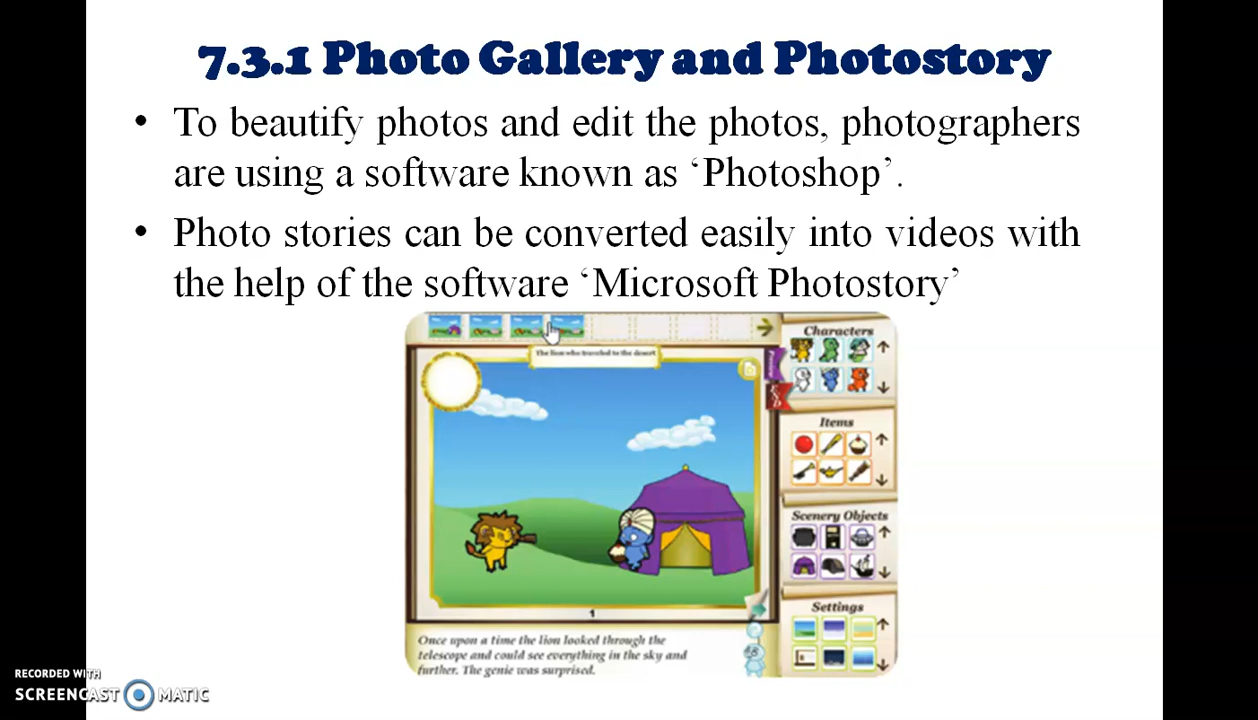 7.3.1 Photo Gallery and Photostory
• To beautify photos and edit the photos, photographers
are using a software known as ‘Photoshop’.
• Photo stories can be converted easily into videos with
the help of the software ‘Microsoft Photostory’
Characters
The lion who traveled to the desert
Items
Scenery Objects
Settings
1
Once upon a time the lion looked through the
telescope and could see everything in the sky and
further. The genie was surprised.
RECORDED WITH
SCREENCAST MATIC